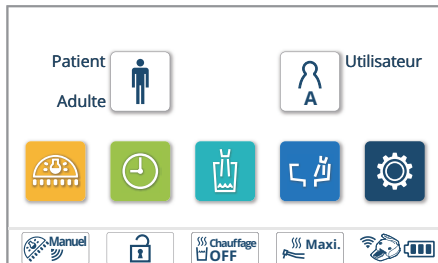 Patient
Utilisateur
Adulte
A
Manuel
Chauffage
OFF
Maxi.